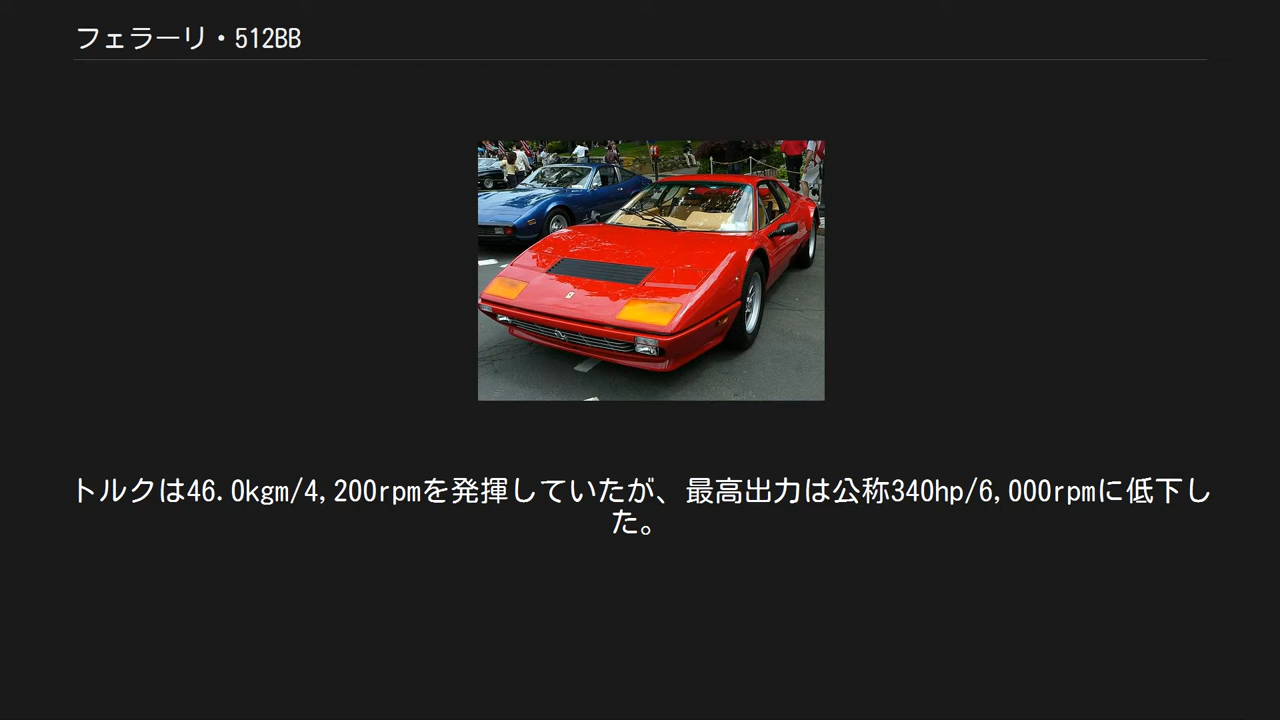 フェラーリ・512BB
トルクは46.0kgm/4,200rpmを発揮していたが、最高出力は公称340hp/6,000rpmに低下し
た。